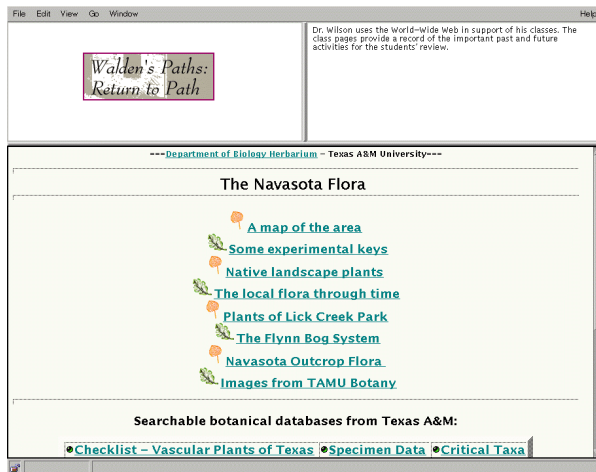 File Edit View Go Window Help
Walden's Paths:
Return to Path
Dr. Wilson uses the World-Wide Web in support of his classes. The
class pages provide a record of the important past and future
activities for the students' review.
---Department of Biology Herbarium - Texas A&M University---
The Navasota Flora
A map of the area
Some experimental keys
Native landscape plants
The local flora through time
Plants of Lick Creek Park
The Flynn Bog System
Navasota Outcrop Flora
Images from TAMU Botany
Searchable botanical databases from Texas A&M:
Checklist - Vascular Plants of Texas Specimen Data Critical Taxa